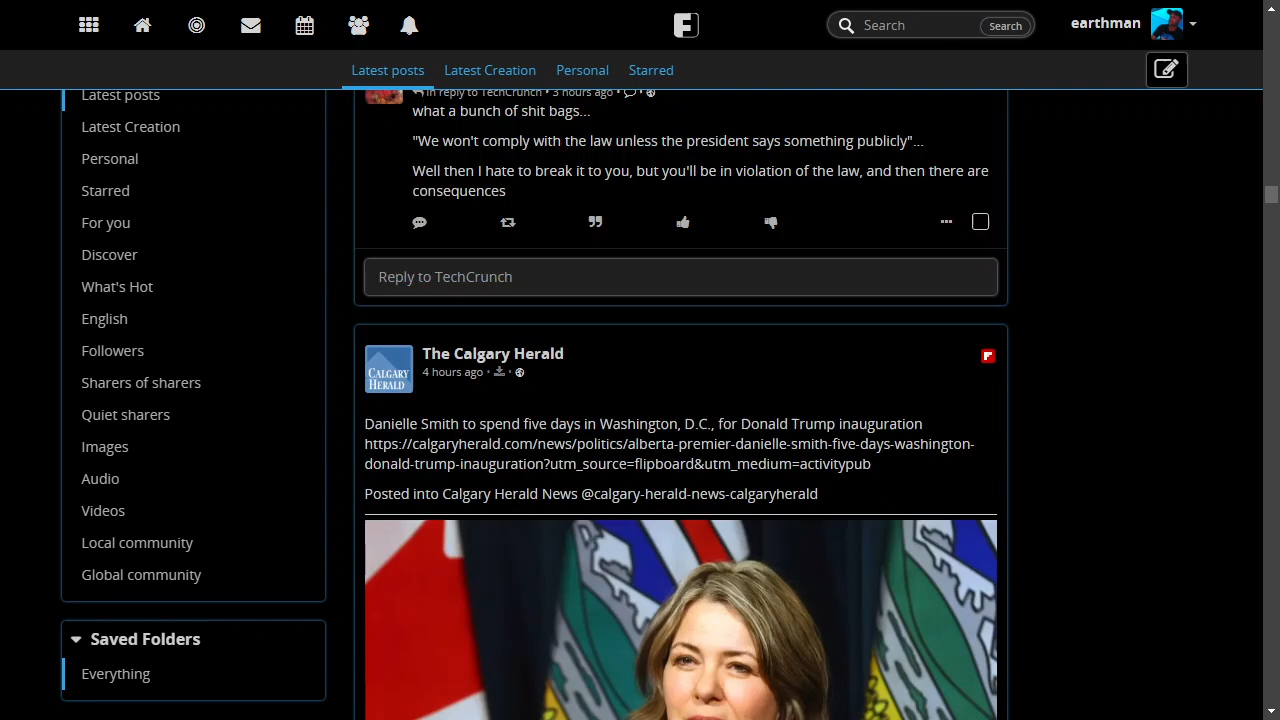 Search
Search
earthman
Latest posts
Latest Creation
Personal
Starred
Latest posts
Latest Creation
Personal
Starred
For you
Discover
What's Hot
English
Followers
Sharers of sharers
Quiet sharers
Images
Audio
Videos
Local community
Global community
Saved Folders
Everything
in reply to TechCrunch • 3 hours ago •
what a bunch of shit bags...
"We won't comply with the law unless the president says something publicly"...
Well then I hate to break it to you, but you'll be in violation of the law, and then there are
consequences
Reply to TechCrunch
CALGARY
HERALD
The Calgary Herald
4 hours ago •
Danielle Smith to spend five days in Washington, D.C., for Donald Trump inauguration
https://calgaryherald.com/news/politics/alberta-premier-danielle-smith-five-days-washington-
donald-trump-inauguration?utm_source=flipboard&utm_medium=activitypub
Posted into Calgary Herald News @calgary-herald-news-calgaryherald